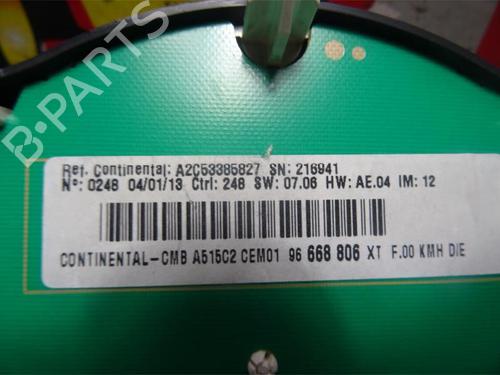 B-PARTS
Ref. Continental: A2C53385827 SN: 216941
Nº: 0248 04/01/13 Ctrl: 248 SW: 07.06 HW: AE.04 IM: 12
CONTINENTAL-CMB A515C2 CEM01 96 668 806 XT F.00 KMH DIE